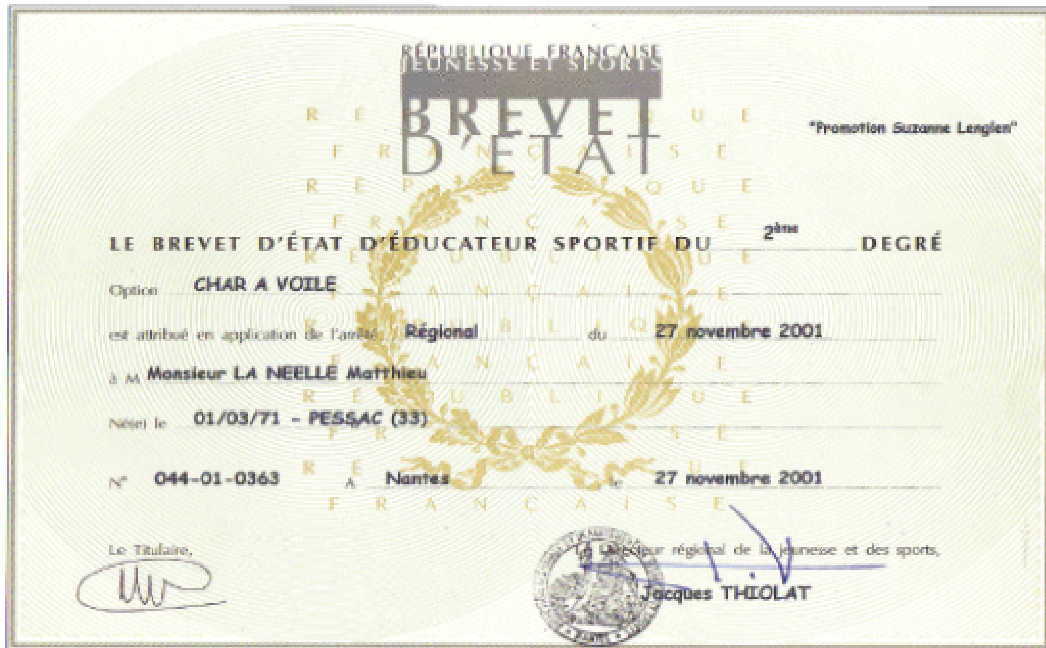 RÉPUBLIQUE FRANÇAISE
JEUNESSE ET SPORTS
BREVET
D'ÉTAT
"Promotion Suzanne Lenglen"
LE BREVET D'ÉTAT D'ÉDUCATEUR SPORTIF DU 2ème DEGRÉ
Option CHAR A VOILE
est attribué en application de l'arrêté Régional du 27 novembre 2001
à M Monsieur LA NEELLE Matthieu
Né(e) le 01/03/71 - PESSAC (33)
N° 044-01-0363 A Nantes le 27 novembre 2001
Le Titulaire,
Le Directeur régional de la jeunesse et des sports,
Jacques THIOLAT